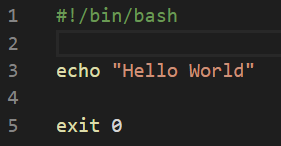 1 #!/bin/bash
2
3 echo "Hello World"
4
5 exit 0